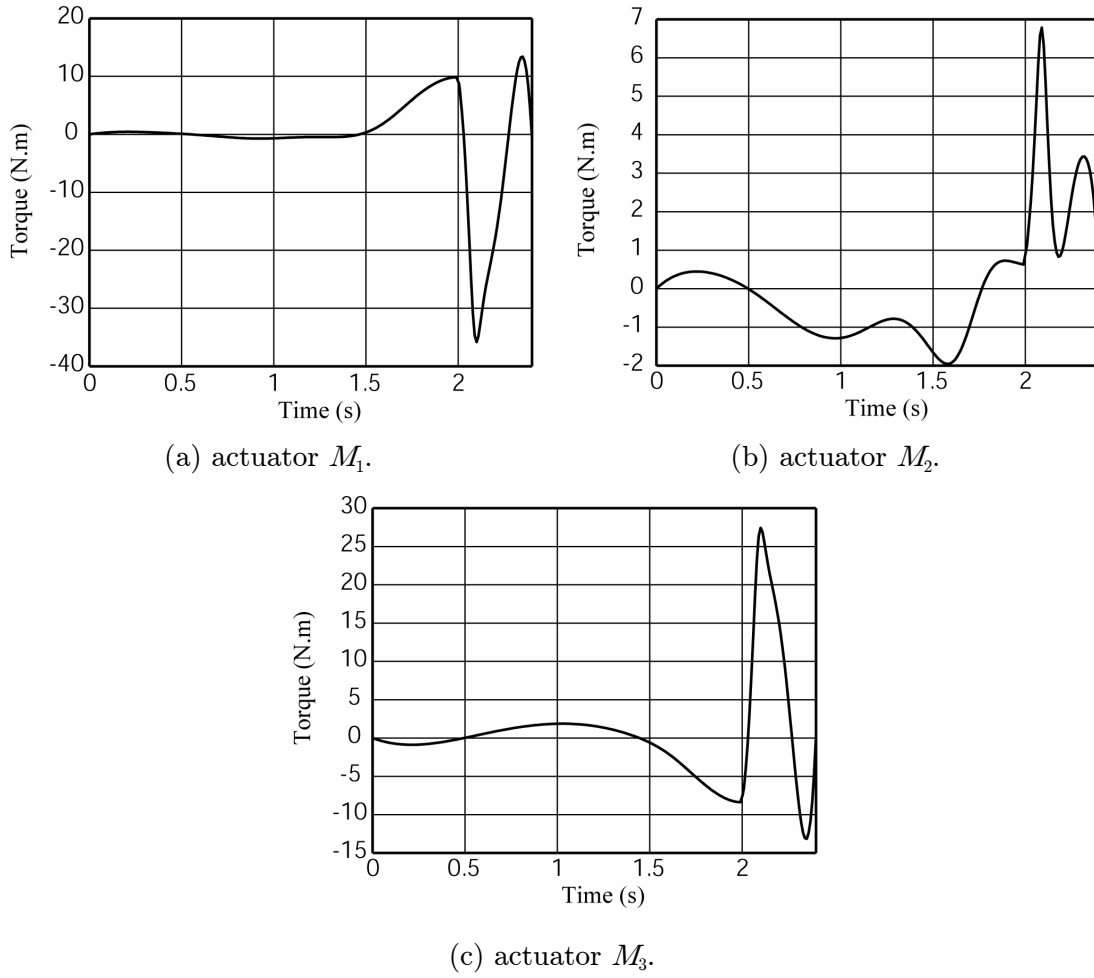 20
10
0
-10
-20
-30
-40
Torque (N.m)
0 0.5 1 1.5 2
Time (s)
(a) actuator M₁.
7
6
5
4
3
2
1
0
-1
-2
Torque (N.m)
0 0.5 1 1.5 2
Time (s)
(b) actuator M₂.
30
25
20
15
10
5
0
-5
-10
-15
Torque (N.m)
0 0.5 1 1.5 2
Time (s)
(c) actuator M₃.